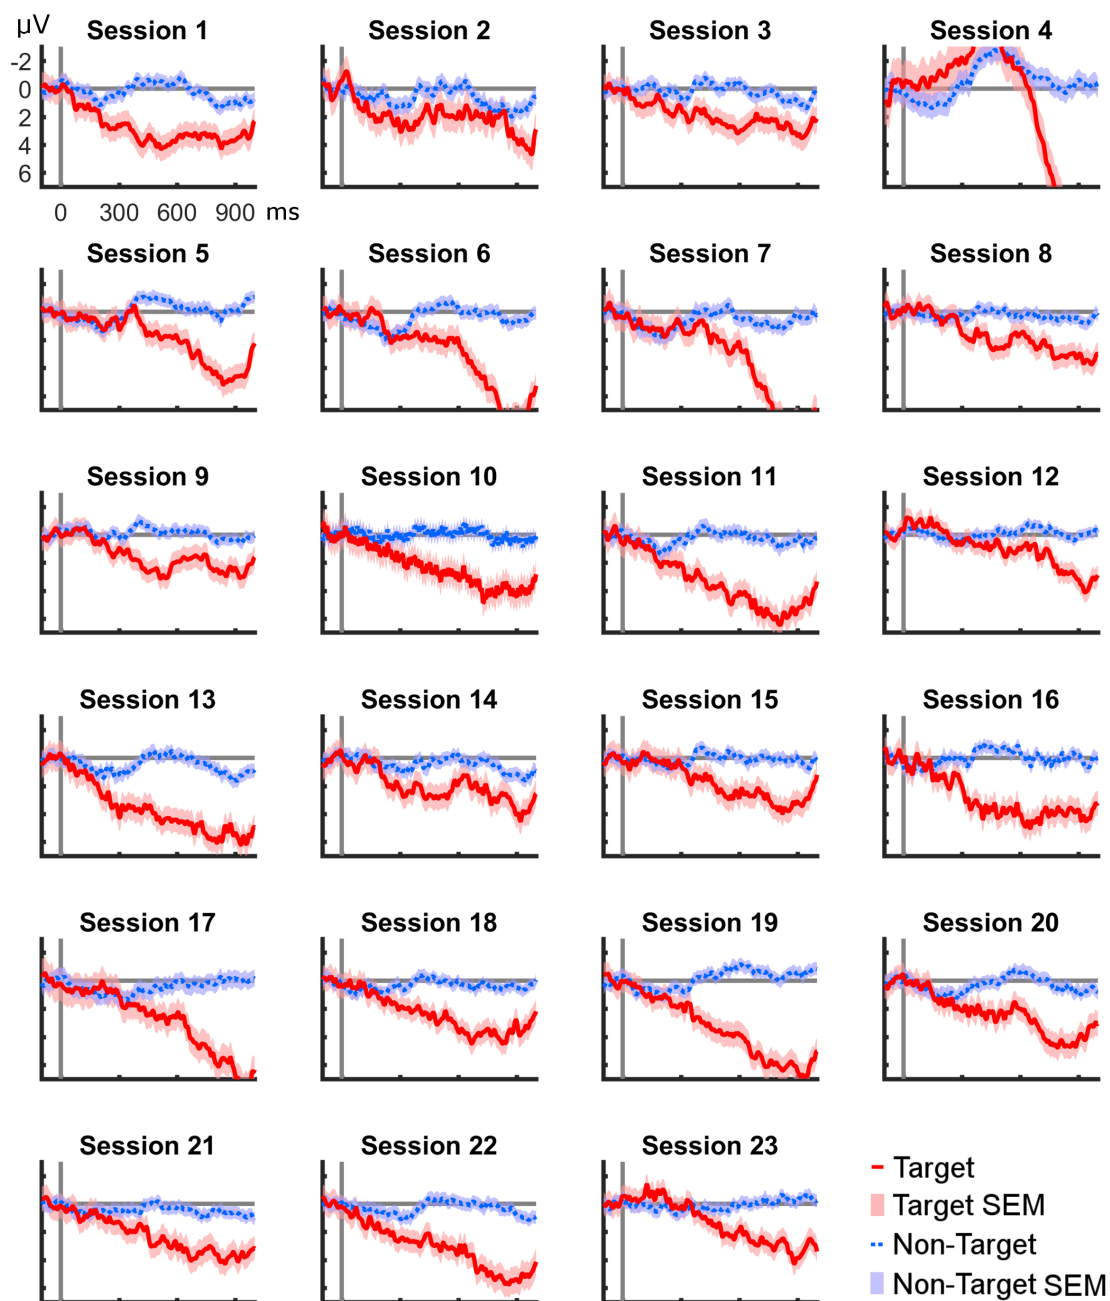 μV
Session 1
Session 2
Session 3
Session 4
-2
0
2
4
6
0 300 600 900 ms
Session 5
Session 6
Session 7
Session 8
Session 9
Session 10
Session 11
Session 12
Session 13
Session 14
Session 15
Session 16
Session 17
Session 18
Session 19
Session 20
Session 21
Session 22
Session 23
Target
Target SEM
Non-Target
Non-Target SEM